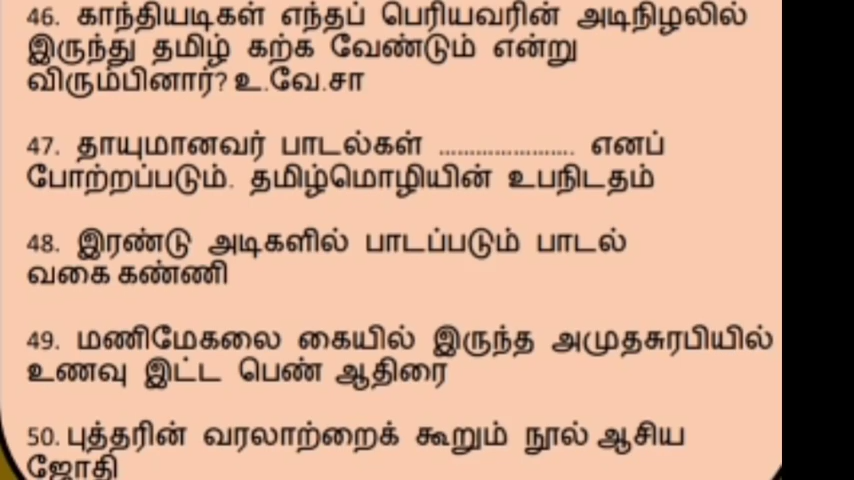 46. காந்தியடிகள் எந்தப் பெரியவரின் அடிநிழலில்
இருந்து தமிழ் கற்க வேண்டும் என்று
விரும்பினார்? உ.வே.சா
47. தாயுமானவர் பாடல்கள் ...................... எனப்
போற்றப்படும். தமிழ்மொழியின் உபநிடதம்
48. இரண்டு அடிகளில் பாடப்படும் பாடல்
வகை கண்ணி
49. மணிமேகலை கையில் இருந்த அமுதசுரபியில்
உணவு இட்ட பெண் ஆதிரை
50. புத்தரின் வரலாற்றைக் கூறும் நூல் ஆசிய
ஜோதி